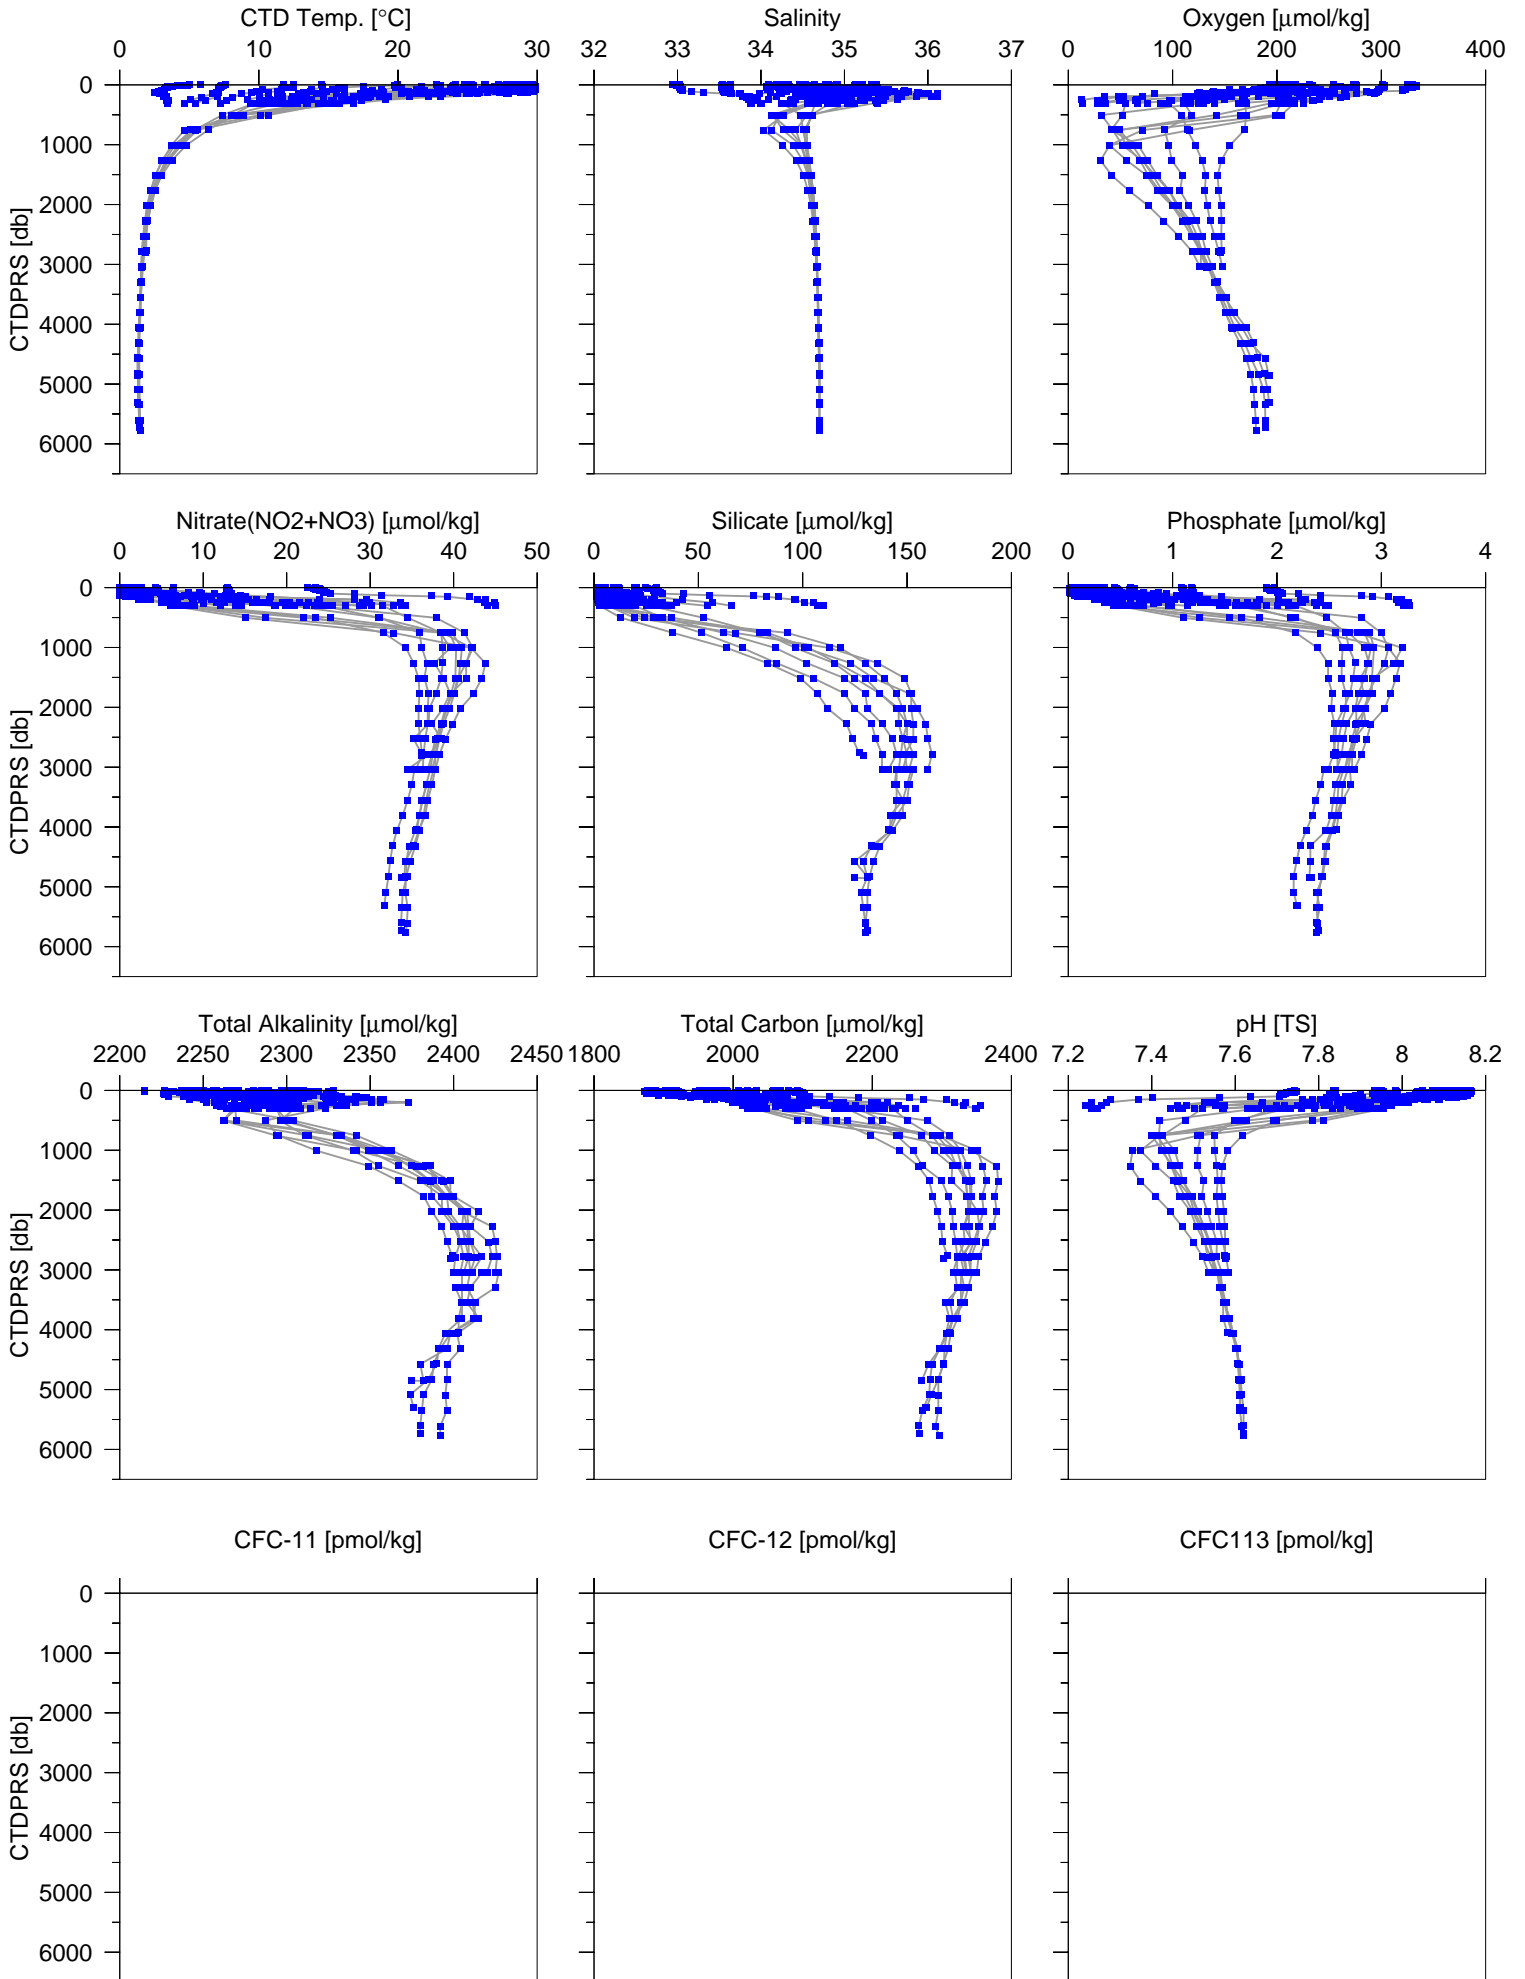 CTD Temp. [°C] Salinity Oxygen [μmol/kg]
0 10 20 30 32 33 34 35 36 37 0 100 200 300 400
0
1000
2000
3000
4000
5000
6000
CTDPRS [db]
Nitrate(NO2+NO3) [μmol/kg] Silicate [μmol/kg] Phosphate [μmol/kg]
0 10 20 30 40 50 0 50 100 150 200 0 1 2 3 4
0
1000
2000
3000
4000
5000
6000
CTDPRS [db]
Total Alkalinity [μmol/kg] Total Carbon [μmol/kg] pH [TS]
2200 2250 2300 2350 2400 2450 1800 2000 2200 2400 7.2 7.4 7.6 7.8 8 8.2
0
1000
2000
3000
4000
5000
6000
CTDPRS [db]
CFC-11 [pmol/kg] CFC-12 [pmol/kg] CFC113 [pmol/kg]
0
1000
2000
3000
4000
5000
6000
CTDPRS [db]